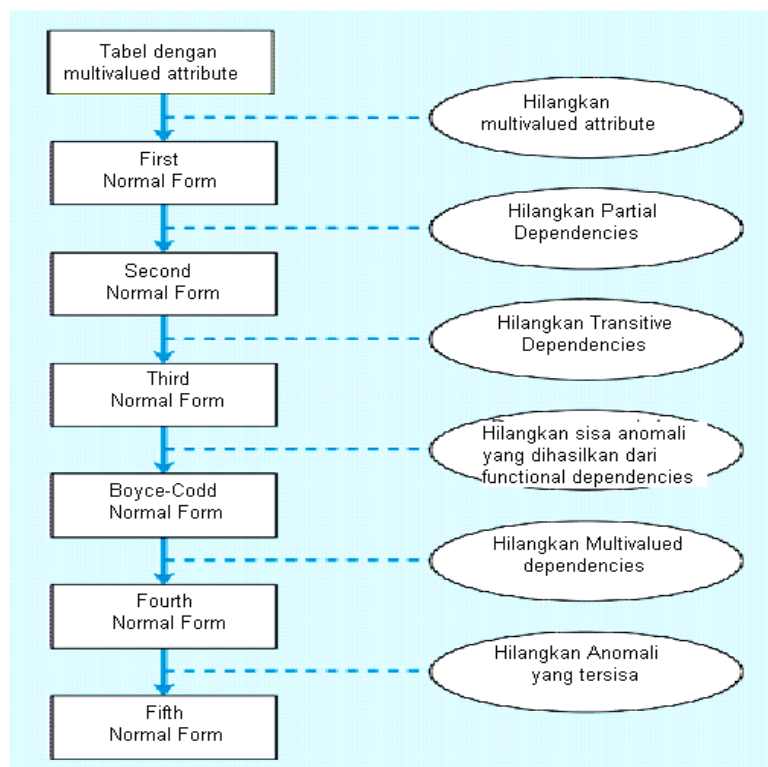 Tabel dengan
multivalued attribute
Hilangkan
multivalued attribute
First
Normal Form
Hilangkan Partial
Dependencies
Second
Normal Form
Hilangkan Transitive
Dependencies
Third
Normal Form
Hilangkan sisa anomali
yang dihasilkan dari
functional dependencies
Boyce-Codd
Normal Form
Hilangkan Multivalued
dependencies
Fourth
Normal Form
Hilangkan Anomali
yang tersisa
Fifth
Normal Form